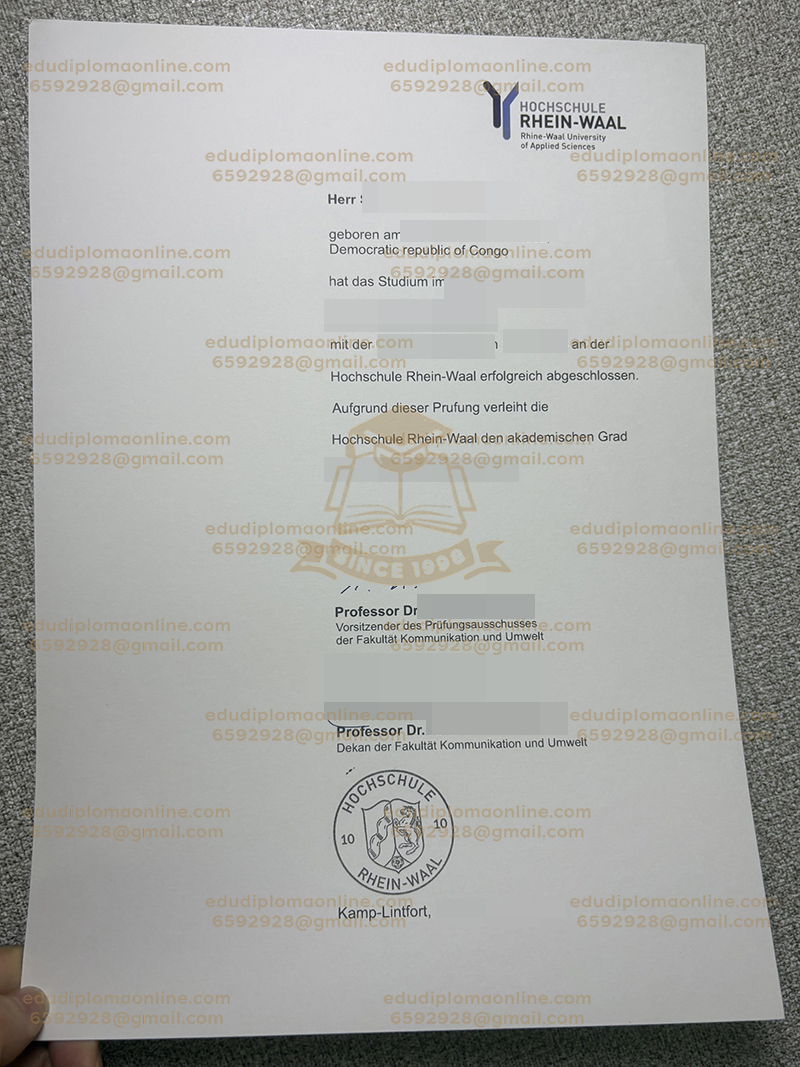 edudiplomaonline.com edudiplomaonline.com
6592928@gmail.com 6592928@gmail.com
HOCHSCHULE
RHEIN-WAAL
Rhine-Waal University
of Applied Sciences
edudiplomaonline.com edudiplomaonline.com
6592928@gmail.com 6592928@gmail.com
Herr
geboren am
Democratic republic of Congo
edudiplomaonline.com edudiplomaonline.com
6592928@gmail.com 6592928@gmail.com
hat das Studium im
mit der an der
edudiplomaonline.com edudiplomaonline.com
6592928@gmail.com 6592928@gmail.com
Hochschule Rhein-Waal erfolgreich abgeschlossen.
Aufgrund dieser Prufung verleiht die
Hochschule Rhein-Waal den akademischen Grad
edudiplomaonline.com edudiplomaonline.com
6592928@gmail.com 6592928@gmail.com
edudiplomaonline.com edudiplomaonline.com
6592928@gmail.com 6592928@gmail.com
SINCE 1998
Professor Dr
Vorsitzender des Prüfungsausschusses
der Fakultät Kommunikation und Umwelt
edudiplomaonline.com edudiplomaonline.com
6592928@gmail.com 6592928@gmail.com
edudiplomaonline.com edudiplomaonline.com
6592928@gmail.com 6592928@gmail.com
Professor Dr.
Dekan der Fakultät Kommunikation und Umwelt
HOCHSCHULE
10 10
RHEIN-WAAL
edudiplomaonline.com edudiplomaonline.com
6592928@gmail.com 6592928@gmail.com
edudiplomaonline.com edudiplomaonline.com
6592928@gmail.com 6592928@gmail.com
Kamp-Lintfort,
edudiplomaonline.com edudiplomaonline.com
6592928@gmail.com 6592928@gmail.com